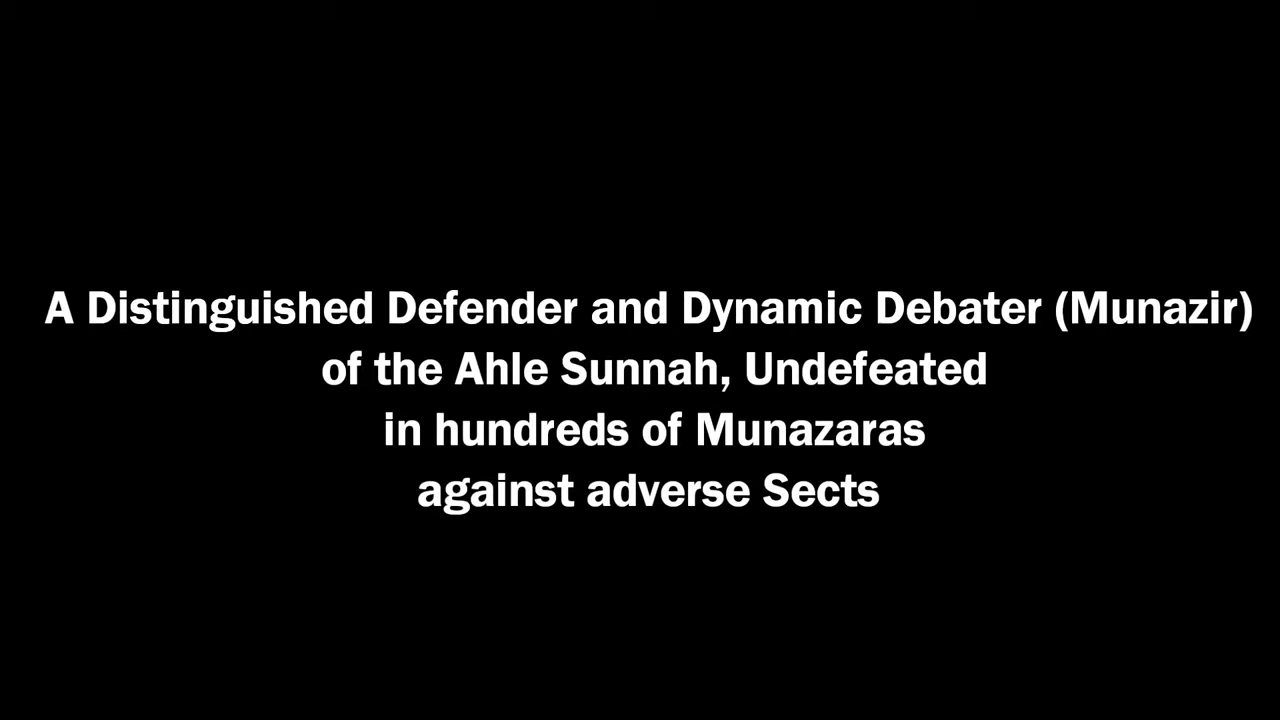 A Distinguished Defender and Dynamic Debater (Munazir)
of the Ahle Sunnah, Undefeated
in hundreds of Munazaras
against adverse Sects